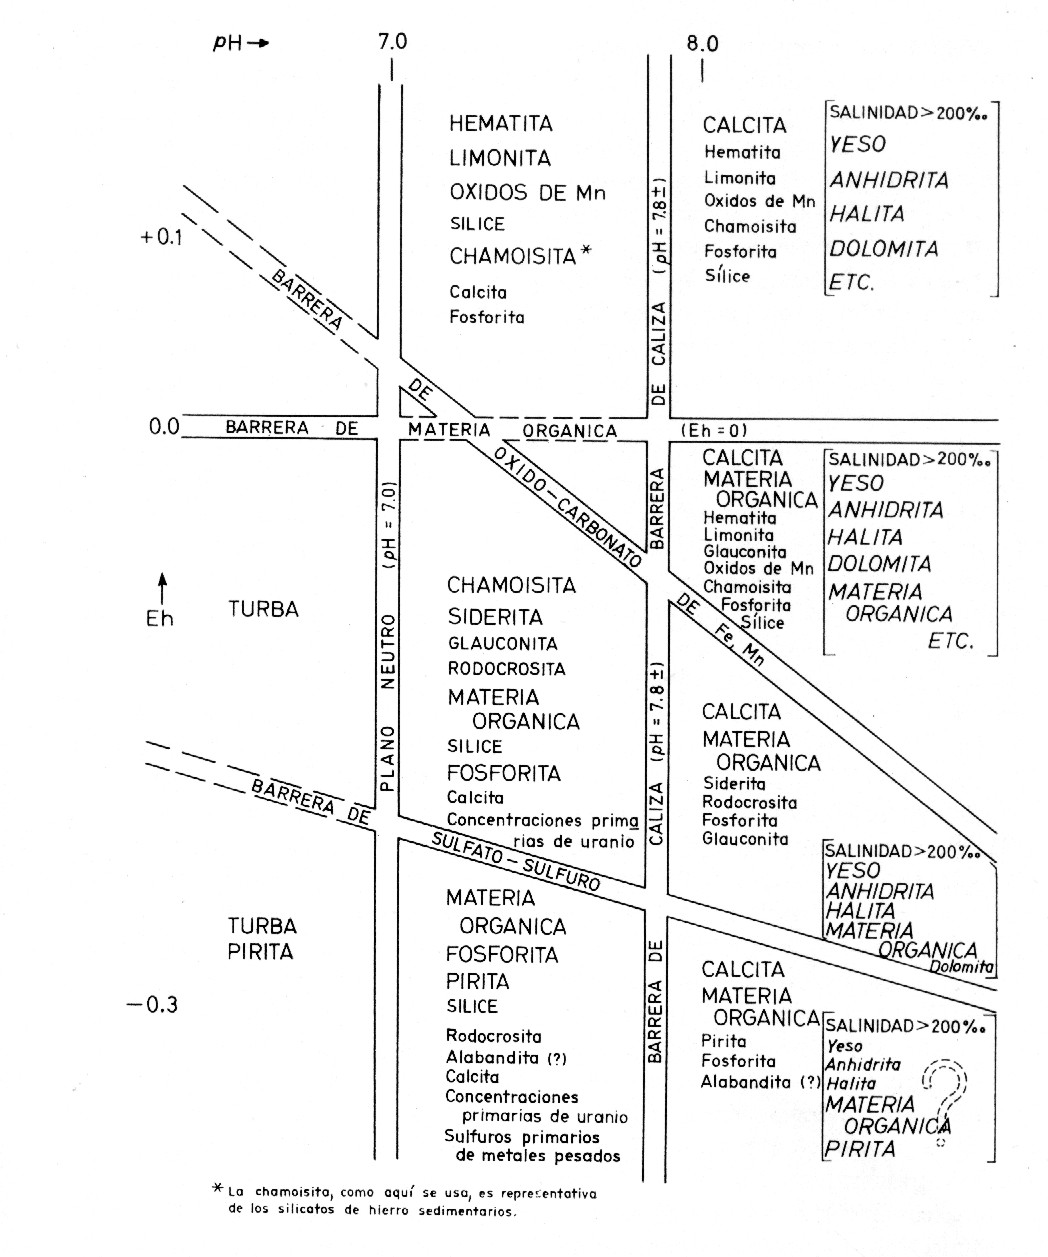 pH→
7.0
8.0
+0.1
0.0
Eh
−0.3
HEMATITA
LIMONITA
OXIDOS DE Mn
SILICE
CHAMOISITA*
Calcita
Fosforita
CALCITA
Hematita
Limonita
Oxidos de Mn
Chamoisita
Fosforita
Sílice
SALINIDAD>200‰
YESO
ANHIDRITA
HALITA
DOLOMITA
ETC.
BARRERA DE OXIDO-CARBONATO DE Fe, Mn
BARRERA DE MATERIA ORGANICA (Eh=0)
PLANO NEUTRO (pH = 7.0)
BARRERA DE CALIZA (pH = 7.8±)
BARRERA DE CALIZA (pH = 7.8±)
BARRERA DE SULFATO-SULFURO
TURBA
CHAMOISITA
SIDERITA
GLAUCONITA
RODOCROSITA
MATERIA
ORGANICA
SILICE
FOSFORITA
Calcita
Concentraciones prima
rias de uranio
CALCITA
MATERIA
ORGANICA
Hematita
Limonita
Glauconita
Oxidos de Mn
Chamoisita
Fosforita
Sílice
SALINIDAD>200‰
YESO
ANHIDRITA
HALITA
DOLOMITA
MATERIA
ORGANICA
ETC.
CALCITA
MATERIA
ORGANICA
Siderita
Rodocrosita
Fosforita
Glauconita
SALINIDAD>200‰
YESO
ANHIDRITA
HALITA
MATERIA
ORGANICA
Dolomita
TURBA
PIRITA
MATERIA
ORGANICA
FOSFORITA
PIRITA
SILICE
Rodocrosita
Alabandita (?)
Calcita
Concentraciones
primarias de uranio
Sulfuros primarios
de metales pesados
CALCITA
MATERIA
ORGANICA
Pirita
Fosforita
Alabandita (?)
SALINIDAD>200‰
Yeso
Anhidrita
Halita
MATERIA
ORGANICA
PIRITA
?
* La chamoisita, como aquí se usa, es representativa
de los silicatos de hierro sedimentarios.